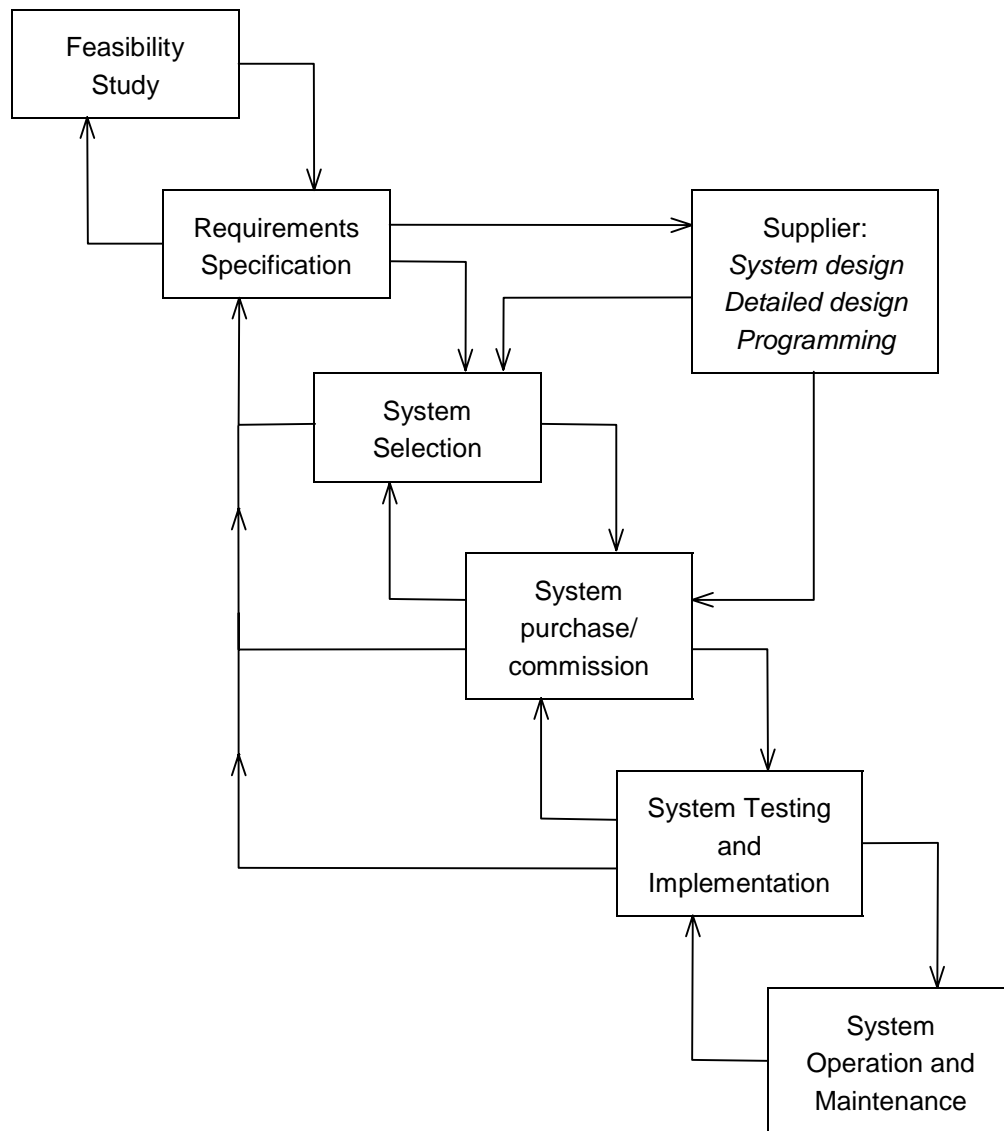 Feasibility
Study
Requirements
Specification
Supplier:
System design
Detailed design
Programming
System
Selection
System
purchase/
commission
System Testing
and
Implementation
System
Operation and
Maintenance